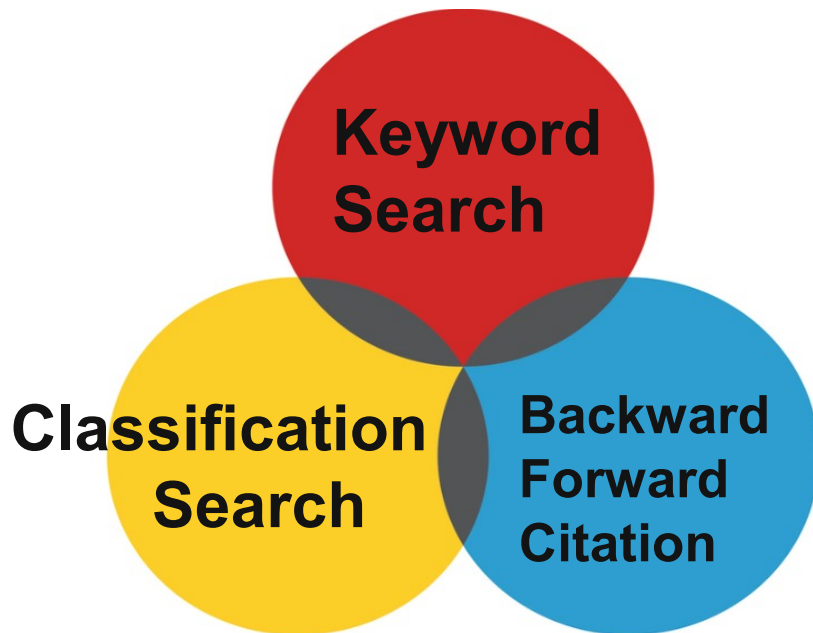 Keyword
Search
Classification
Search
Backward
Forward
Citation